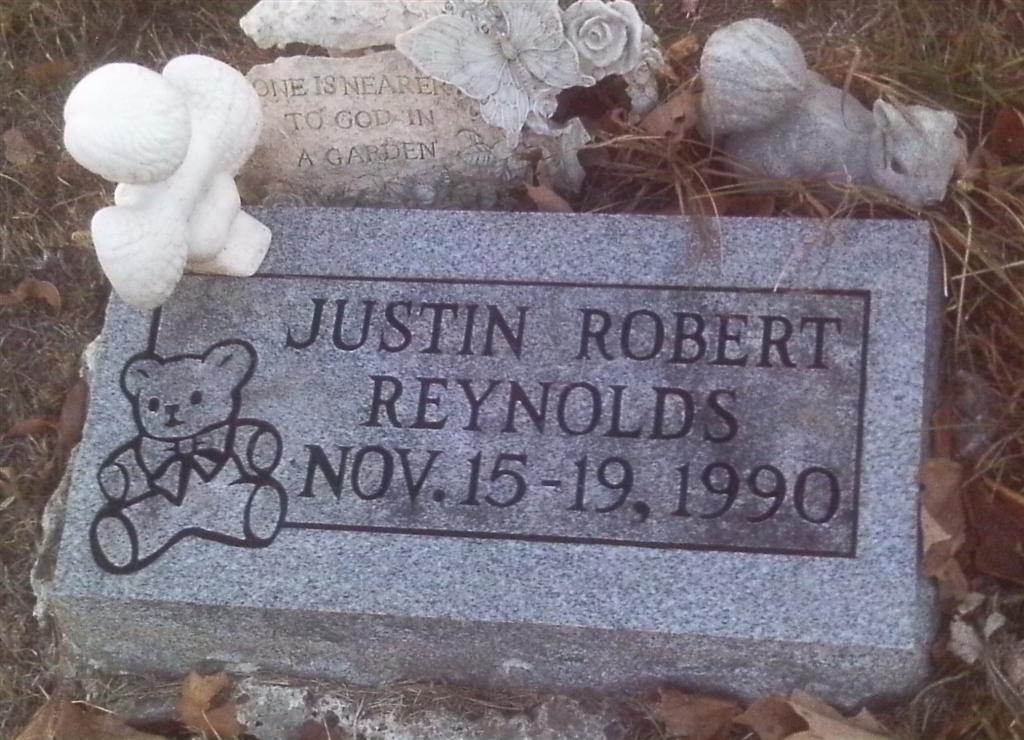 ONE IS NEARER
TO GOD IN
A GARDEN
JUSTIN ROBERT
REYNOLDS
NOV. 15-19, 1990